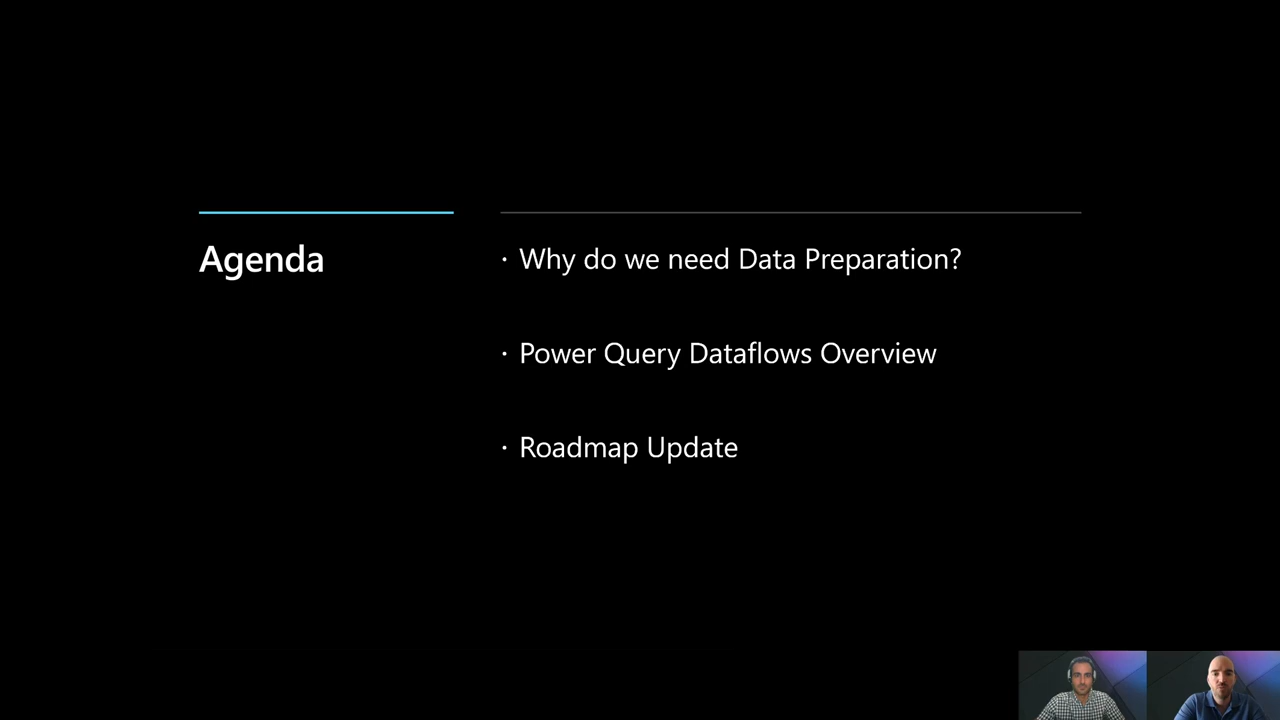 Agenda
· Why do we need Data Preparation?
· Power Query Dataflows Overview
· Roadmap Update